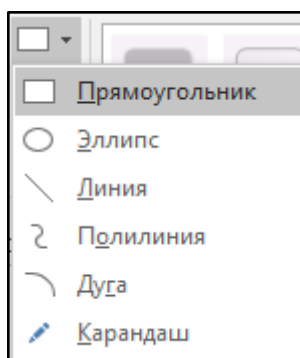 Прямоугольник
Эллипс
Линия
Полилиния
Дуга
Карандаш